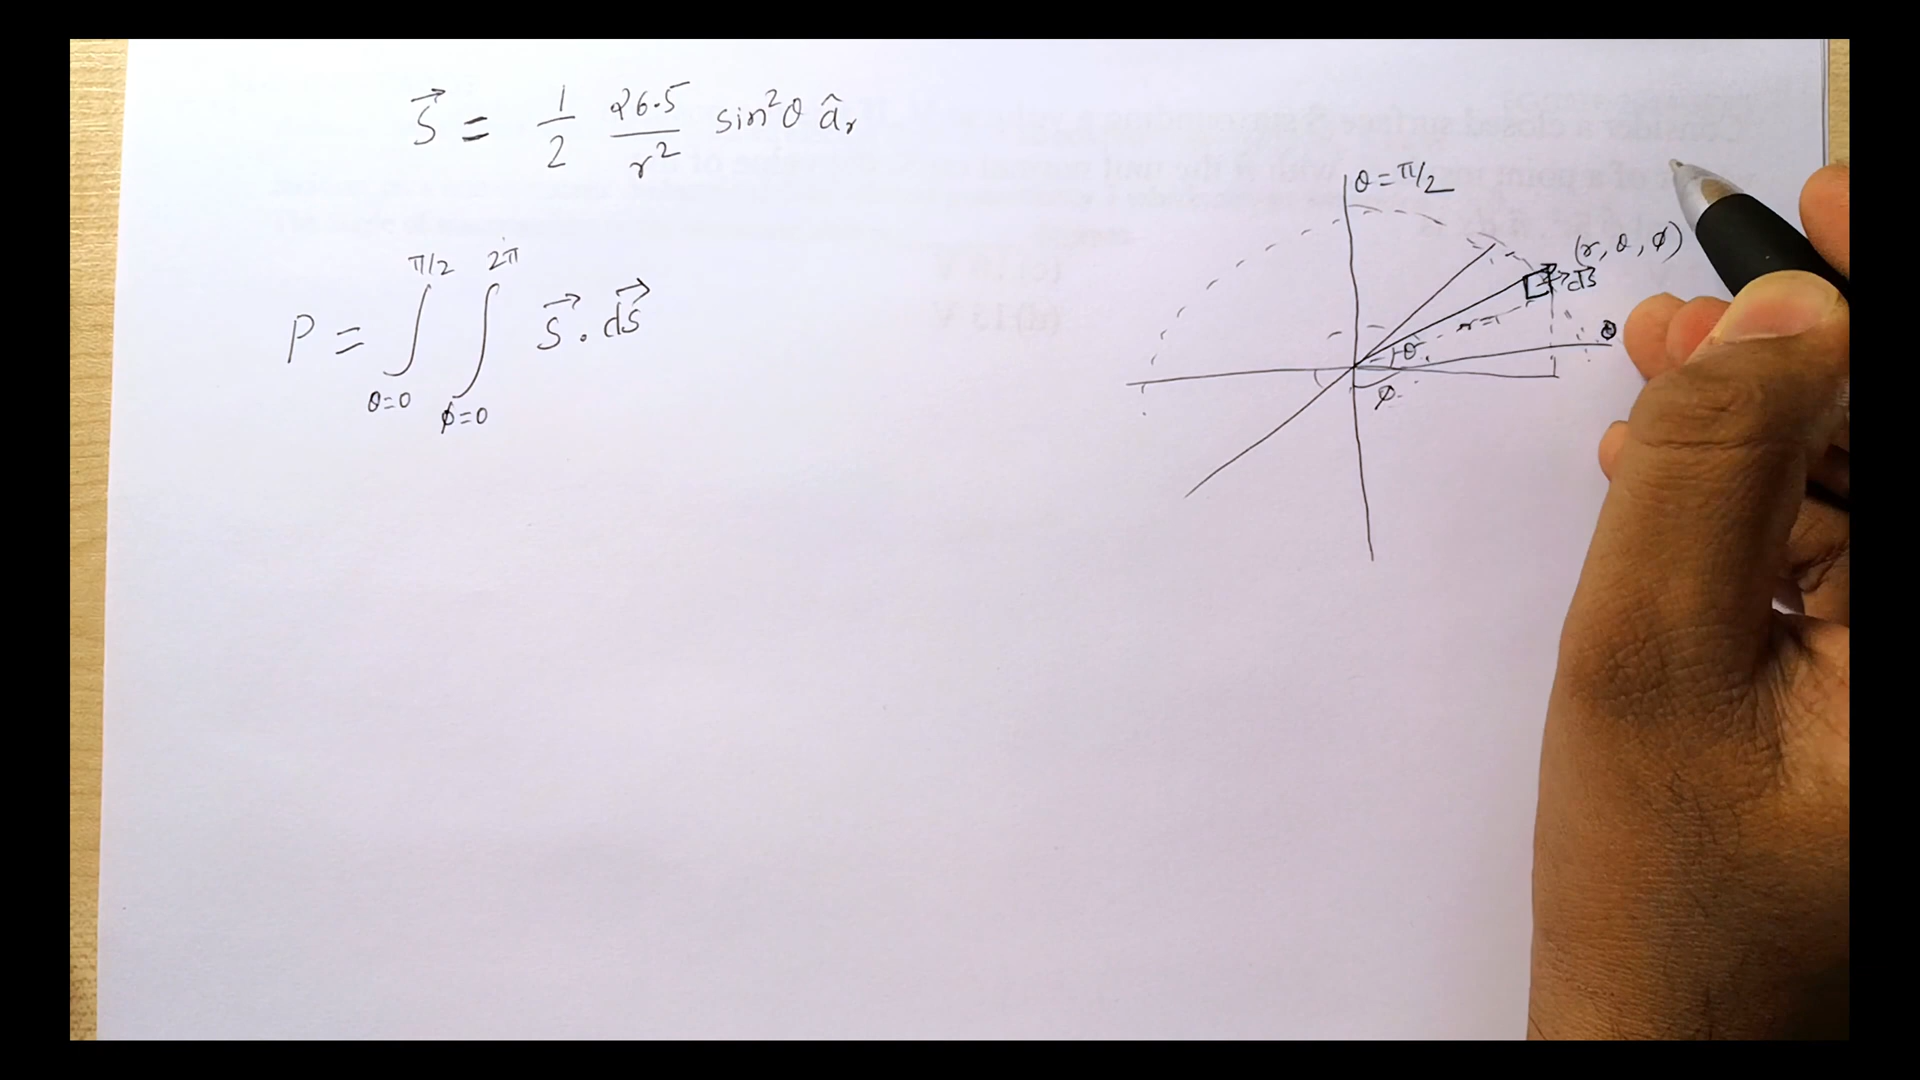 S⃗ = 1/2 26.5/r² sin²θ âr
P = ∫θ=0^π/2 ∫φ=0^2π S⃗ . ds⃗
θ = π/2
(r, θ, φ)
ds⃗
θ
φ